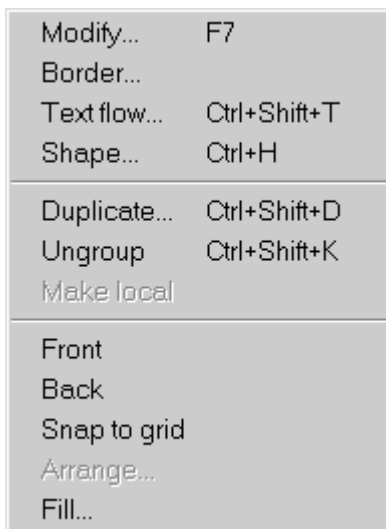 Modify... F7
Border...
Text flow... Ctrl+Shift+T
Shape... Ctrl+H
Duplicate... Ctrl+Shift+D
Ungroup Ctrl+Shift+K
Make local
Front
Back
Snap to grid
Arrange...
Fill...